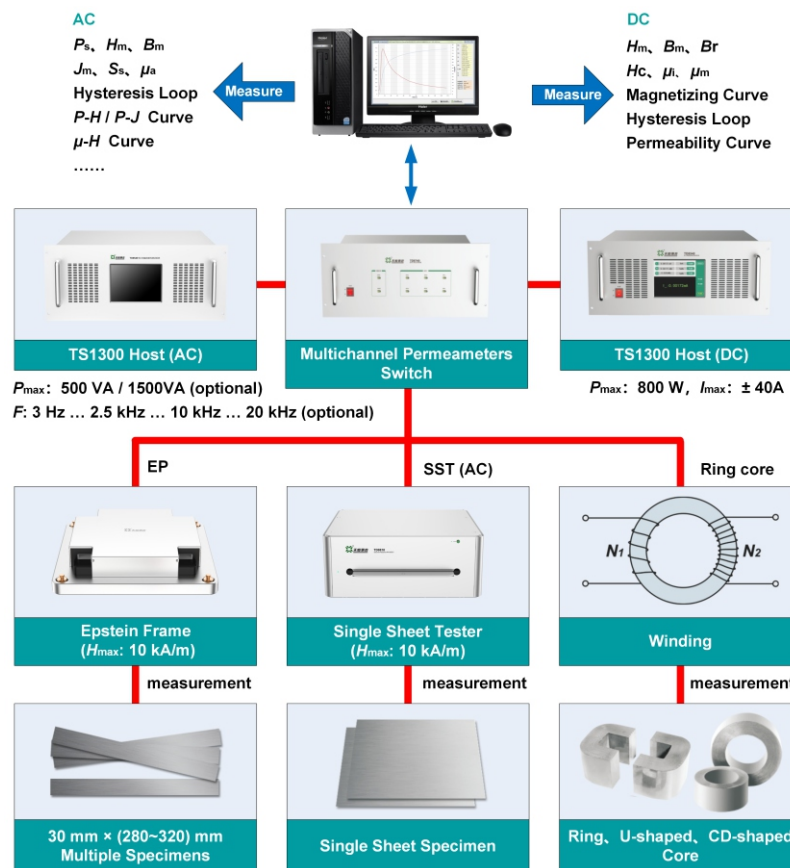 AC
Ps、Hm、Bm
Jm、Ss、μa
Hysteresis Loop
P-H / P-J Curve
μ-H Curve
……
Measure
Measure
DC
Hm、Bm、Br
Hc、μi、μm
Magnetizing Curve
Hysteresis Loop
Permeability Curve
TS1300 Host (AC)
Multichannel Permeameters
Switch
TS1300 Host (DC)
Pmax: 500 VA / 1500VA (optional)
F: 3 Hz … 2.5 kHz … 10 kHz … 20 kHz (optional)
Pmax: 800 W, Imax: ± 40A
EP
SST (AC)
Ring core
N1
N2
Epstein Frame
(Hmax: 10 kA/m)
Single Sheet Tester
(Hmax: 10 kA/m)
Winding
measurement
measurement
measurement
30 mm × (280~320) mm
Multiple Specimens
Single Sheet Specimen
Ring、U-shaped、CD-shaped
Core